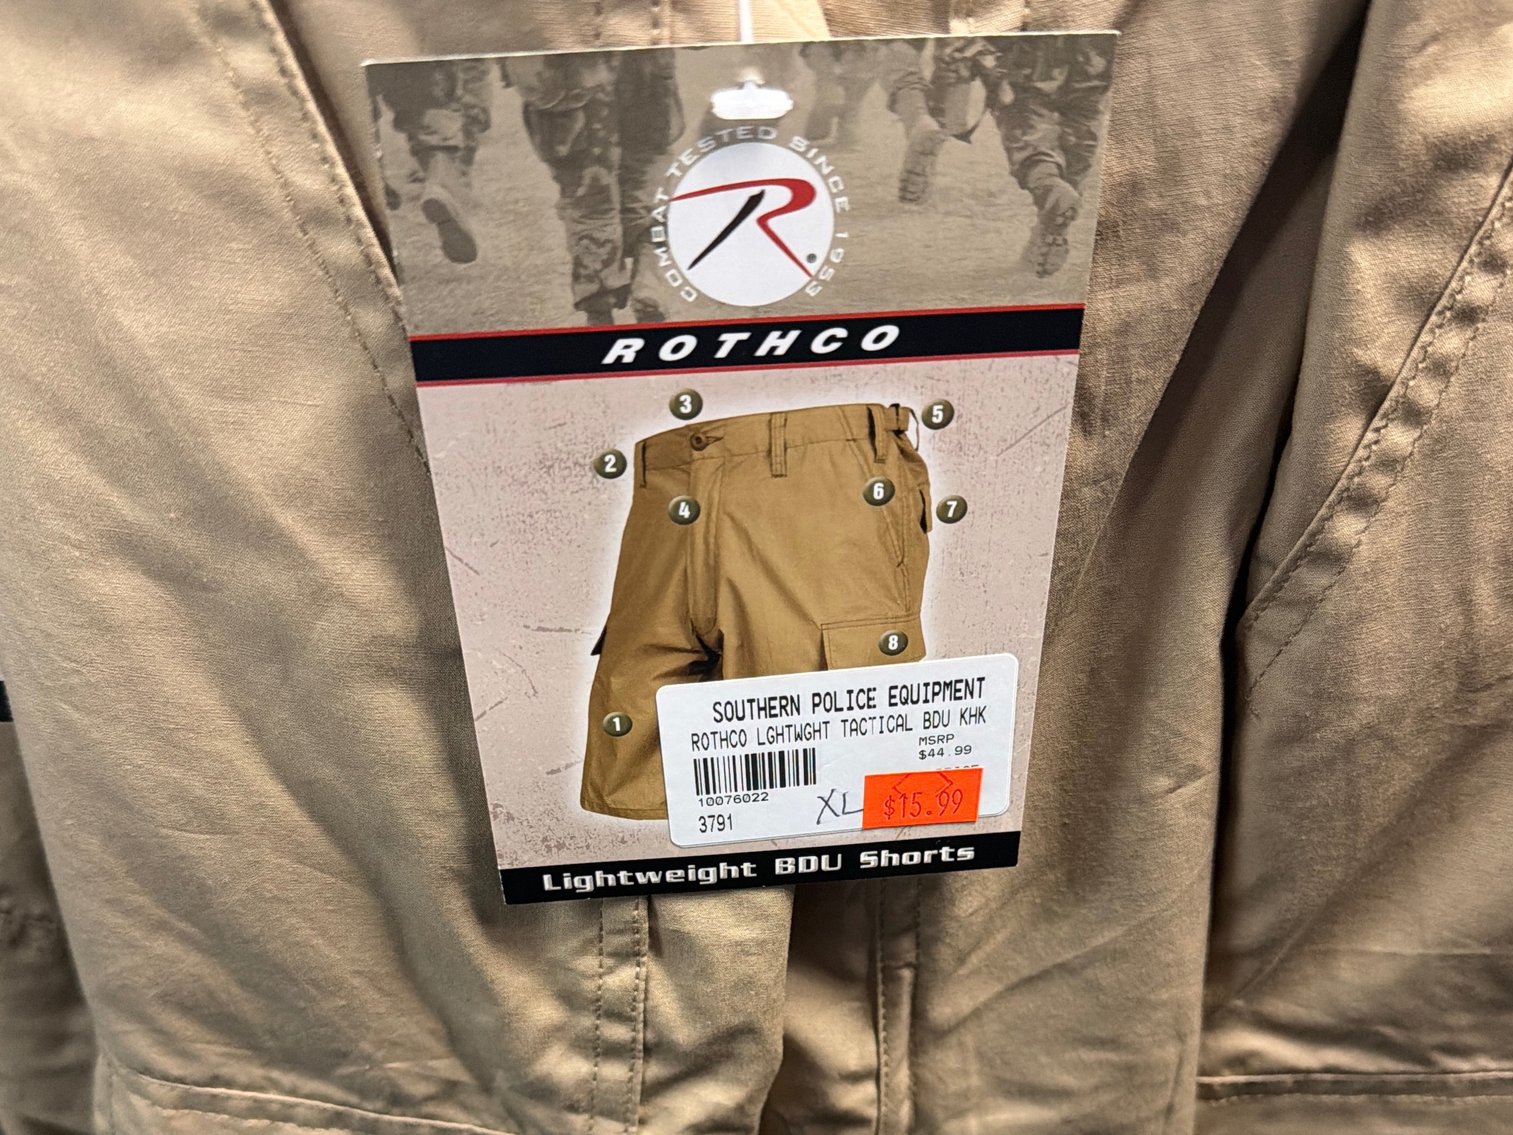 COMBAT TESTED SINCE 1953
R®
ROTHCO
3
5
2
6
4
7
8
1
SOUTHERN POLICE EQUIPMENT
ROTHCO LGHTWGHT TACTICAL BDU KHK
MSRP
$44.99
10076022
XL
$15.99
3791
Lightweight BDU Shorts